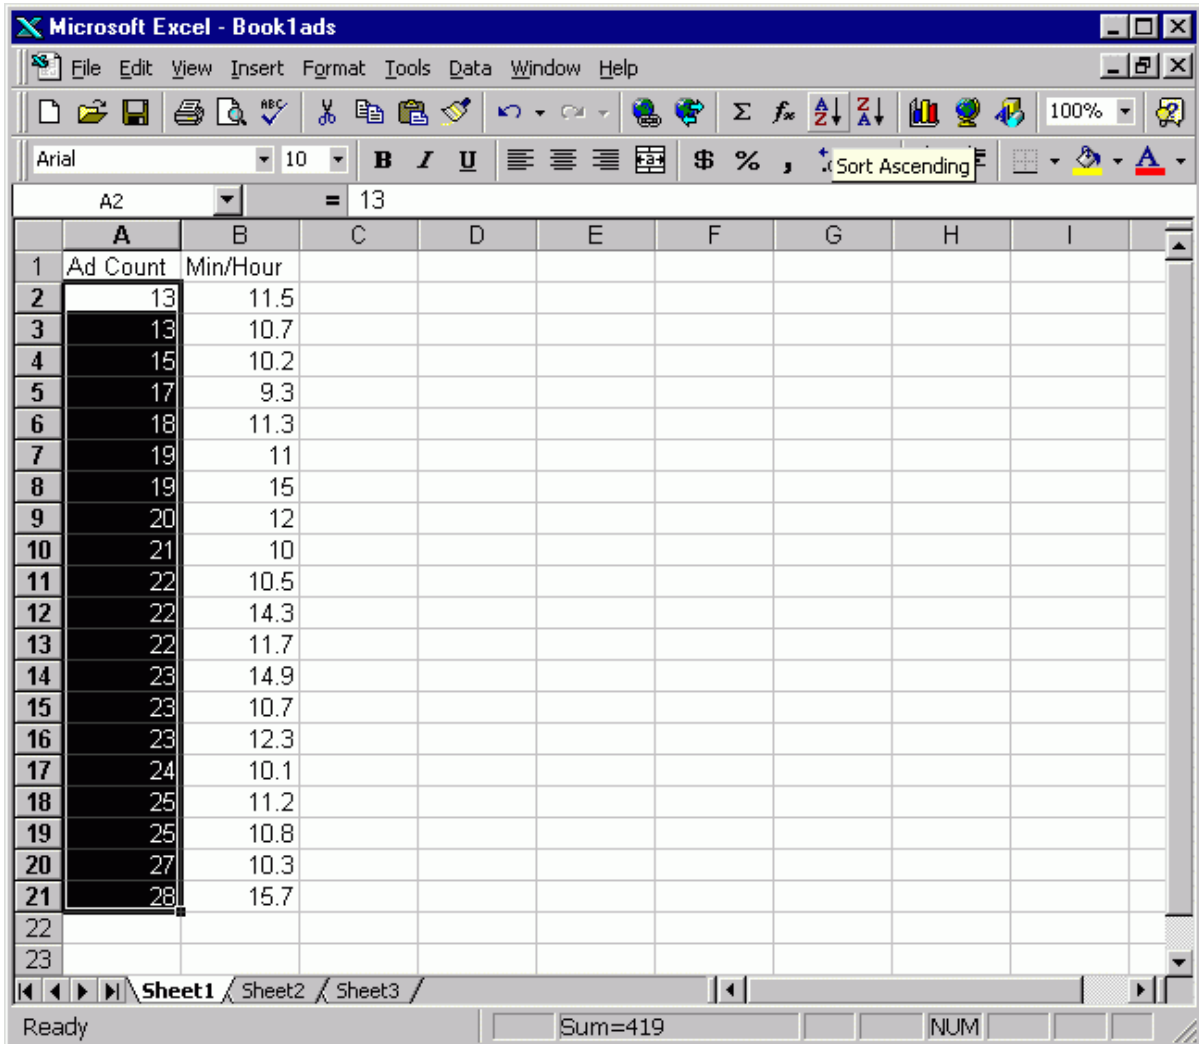 Microsoft Excel - Book1ads
File Edit View Insert Format Tools Data Window Help
ABC Σ fx A Z Z A 100%
Arial 10 B I U a $ % , Sort Ascending A
A2 = 13
A B C D E F G H I
1 Ad Count Min/Hour
2 13 11.5
3 13 10.7
4 15 10.2
5 17 9.3
6 18 11.3
7 19 11
8 19 15
9 20 12
10 21 10
11 22 10.5
12 22 14.3
13 22 11.7
14 23 14.9
15 23 10.7
16 23 12.3
17 24 10.1
18 25 11.2
19 25 10.8
20 27 10.3
21 28 15.7
22
23
Sheet1 Sheet2 Sheet3
Ready Sum=419 NUM